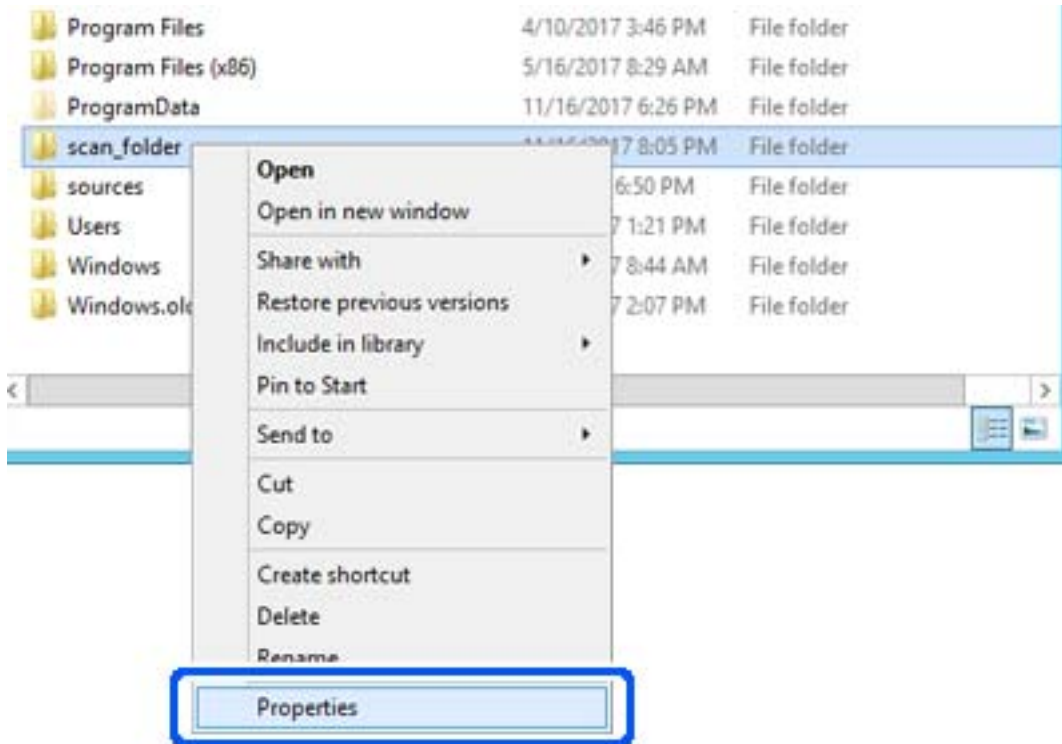 Program Files 4/10/2017 3:46 PM File folder
Program Files (x86) 5/16/2017 8:29 AM File folder
ProgramData 11/16/2017 6:26 PM File folder
scan_folder 7 8:05 PM File folder
Open
sources 6:50 PM File folder
Open in new window
Users 7 1:21 PM File folder
Share with
Windows 7 8:44 AM File folder
Restore previous versions
Windows.old 7 2:07 PM File folder
Include in library
Pin to Start
Send to
Cut
Copy
Create shortcut
Delete
Rename
Properties